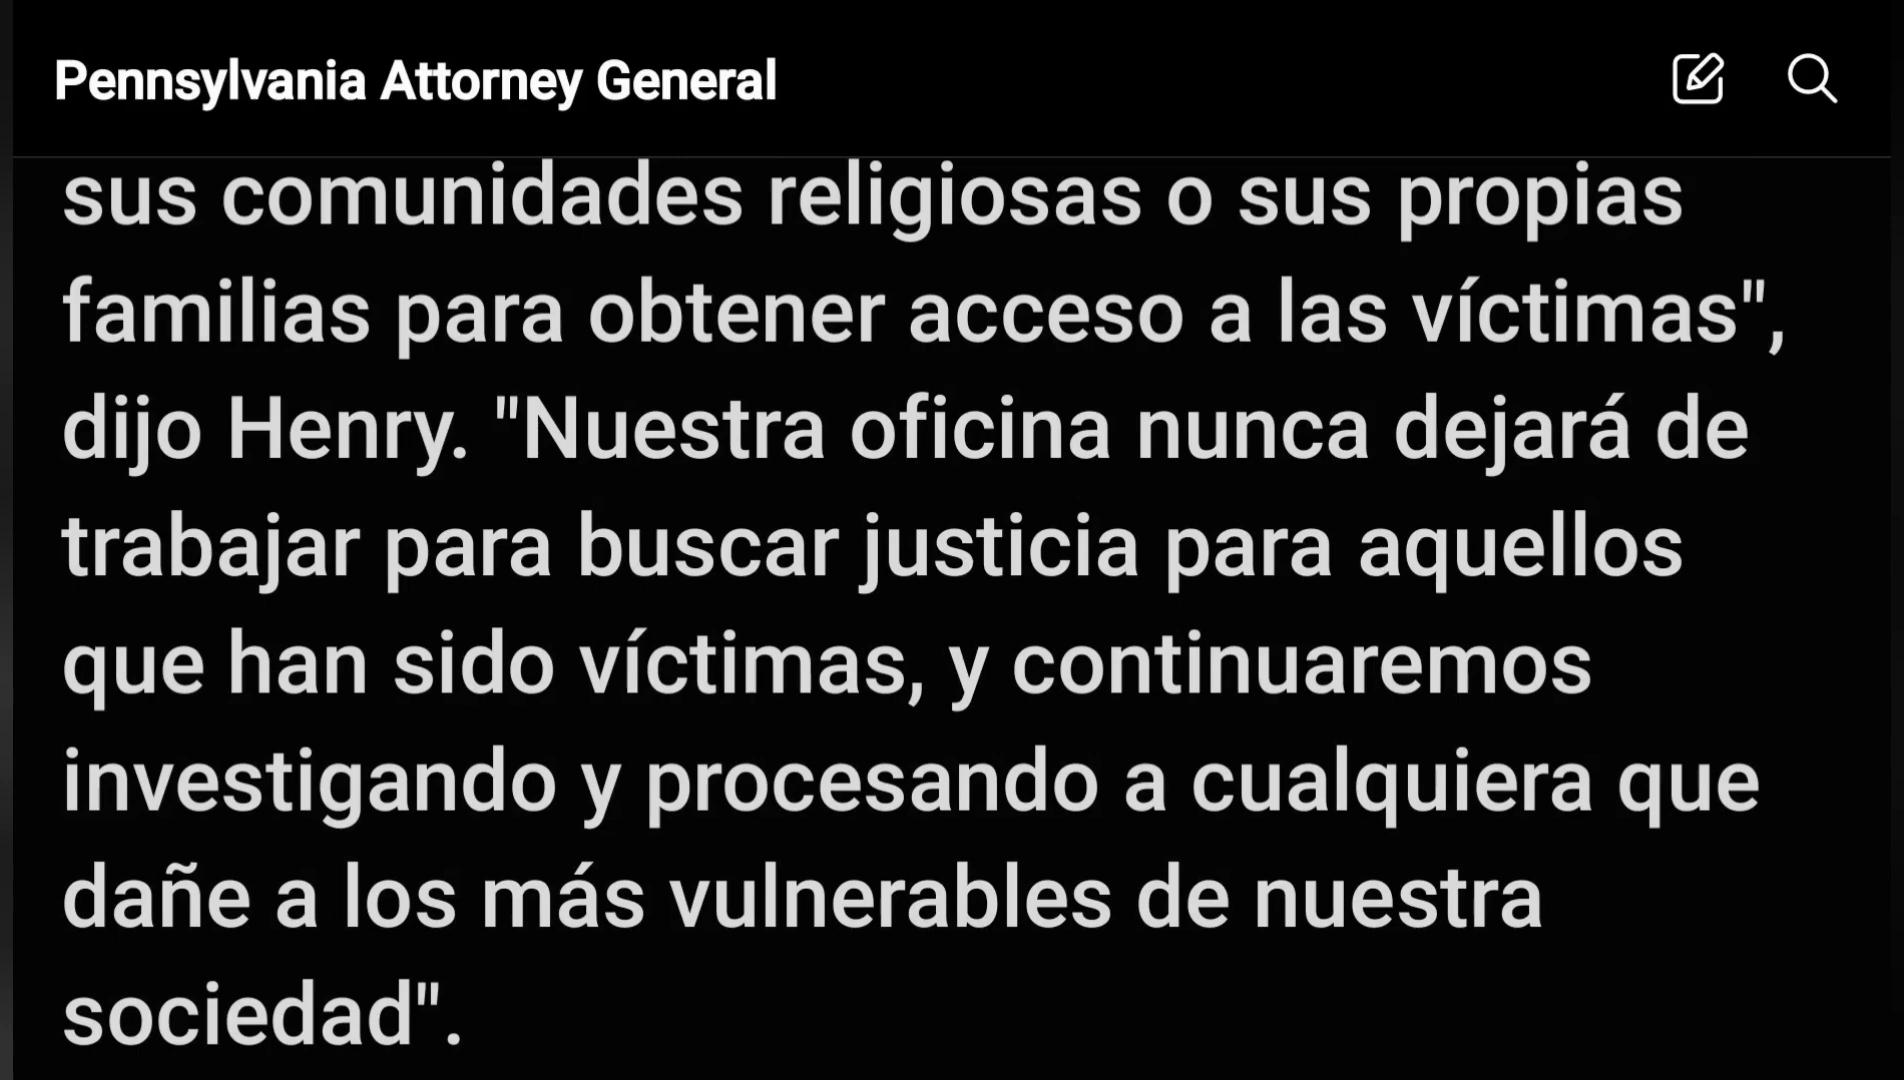 Pennsylvania Attorney General
sus comunidades religiosas o sus propias
familias para obtener acceso a las víctimas",
dijo Henry. "Nuestra oficina nunca dejará de
trabajar para buscar justicia para aquellos
que han sido víctimas, y continuaremos
investigando y procesando a cualquiera que
dañe a los más vulnerables de nuestra
sociedad".